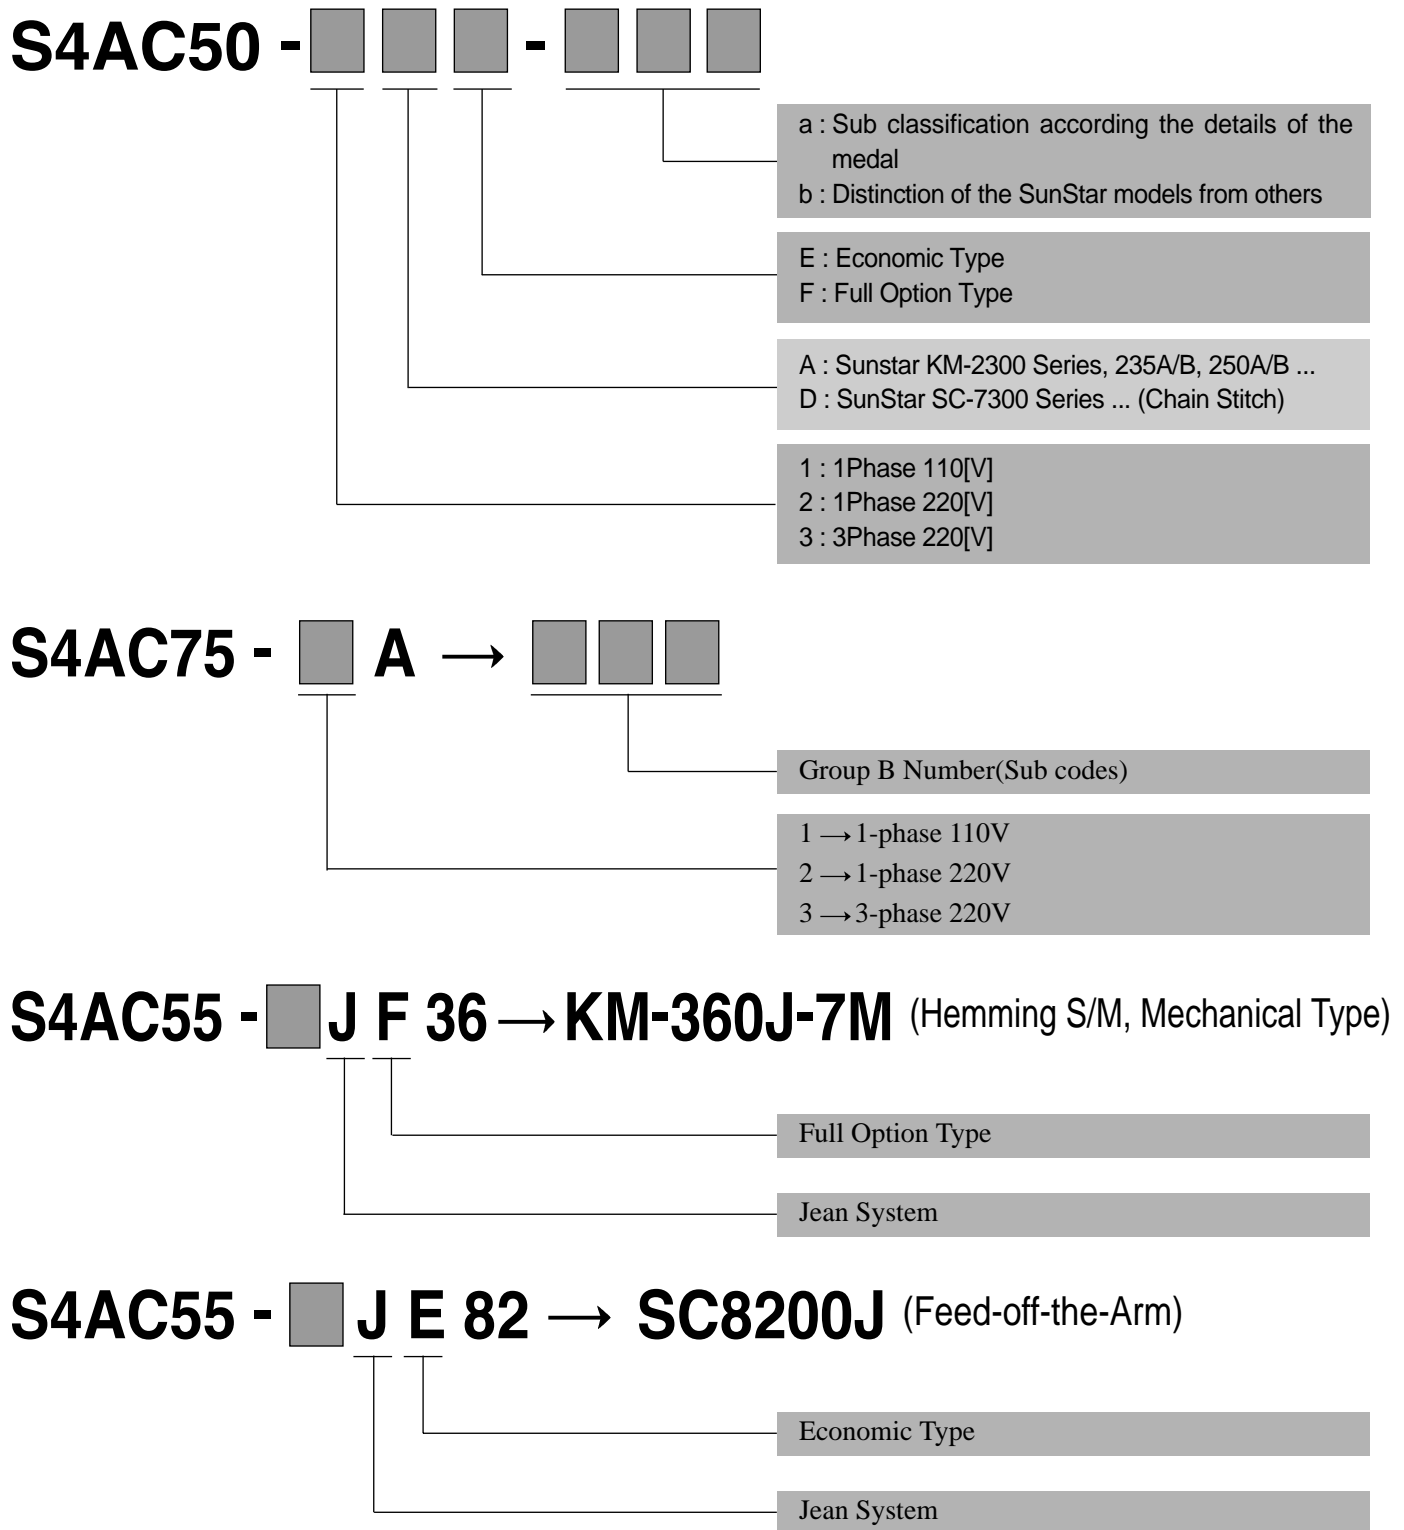 S4AC50 - -
a : Sub classification according the details of the
medal
b : Distinction of the SunStar models from others
E : Economic Type
F : Full Option Type
A : Sunstar KM-2300 Series, 235A/B, 250A/B ...
D : SunStar SC-7300 Series ... (Chain Stitch)
1 : 1Phase 110[V]
2 : 1Phase 220[V]
3 : 3Phase 220[V]
S4AC75 - A →
Group B Number(Sub codes)
1 → 1-phase 110V
2 → 1-phase 220V
3 → 3-phase 220V
S4AC55 - J F 36 → KM-360J-7M (Hemming S/M, Mechanical Type)
Full Option Type
Jean System
S4AC55 - J E 82 → SC8200J (Feed-off-the-Arm)
Economic Type
Jean System